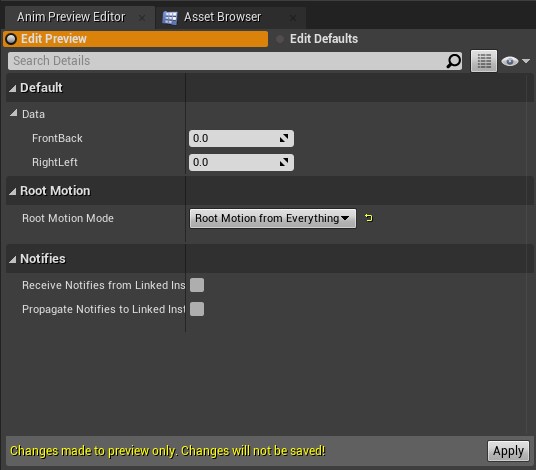 Anim Preview Editor
Asset Browser
Edit Preview
Edit Defaults
Search Details
Default
Data
FrontBack 0.0
RightLeft 0.0
Root Motion
Root Motion Mode Root Motion from Everything
Notifies
Receive Notifies from Linked Ins
Propagate Notifies to Linked Inst
Changes made to preview only. Changes will not be saved!
Apply